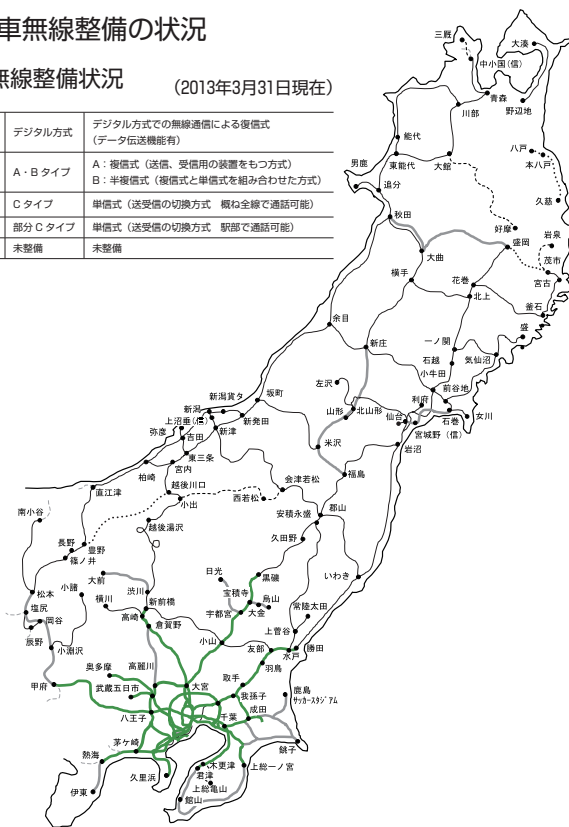 車無線整備の状況
無線整備状況 (2013年3月31日現在)
デジタル方式 デジタル方式での無線通信による復信式
(データ伝送機能有)
A・Bタイプ A:複信式(送信、受信用の装置をもつ方式)
B:半複信式(複信式と単信式を組み合わせた方式)
Cタイプ 単信式(送受信の切換方式 概ね全線で通話可能)
部分Cタイプ 単信式(送受信の切換方式 駅部で通話可能)
未整備 未整備
三厩
大湊
中小国(信)
青森
野辺地
川部
能代
八戸
本八戸
男鹿
東能代
大館
追分
久慈
秋田
好摩
岩泉
盛岡
茂市
大曲
宮古
横手
花巻
北上
釜石
盛
余目
新庄
一ノ関
気仙沼
石越
小牛田
左沢
前谷地
利府
新潟貨タ
坂町
山形
北山形
仙台
石巻
女川
新潟
上沼垂(信)
新発田
宮城野(信)
弥彦
新津
岩沼
吉田
米沢
東三条
柏崎
宮内
福島
直江津
越後川口
会津若松
小出
西若松
安積永盛
郡山
南小谷
越後湯沢
久田野
長野
豊野
篠ノ井
大前
日光
黒磯
いわき
渋川
宝積寺
烏山
松本
小諸
横川
新前橋
宇都宮
大金
常陸太田
塩尻
高崎
岡谷
倉賀野
上菅谷
辰野
小淵沢
小山
友部
水戸
勝田
羽鳥
奥多摩
高麗川
甲府
武蔵五日市
大宮
取手
我孫子
鹿島
サッカースタジアム
八王子
成田
千葉
茅ケ崎
銚子
熱海
木更津
久里浜
君津
上総一ノ宮
上総亀山
伊東
館山